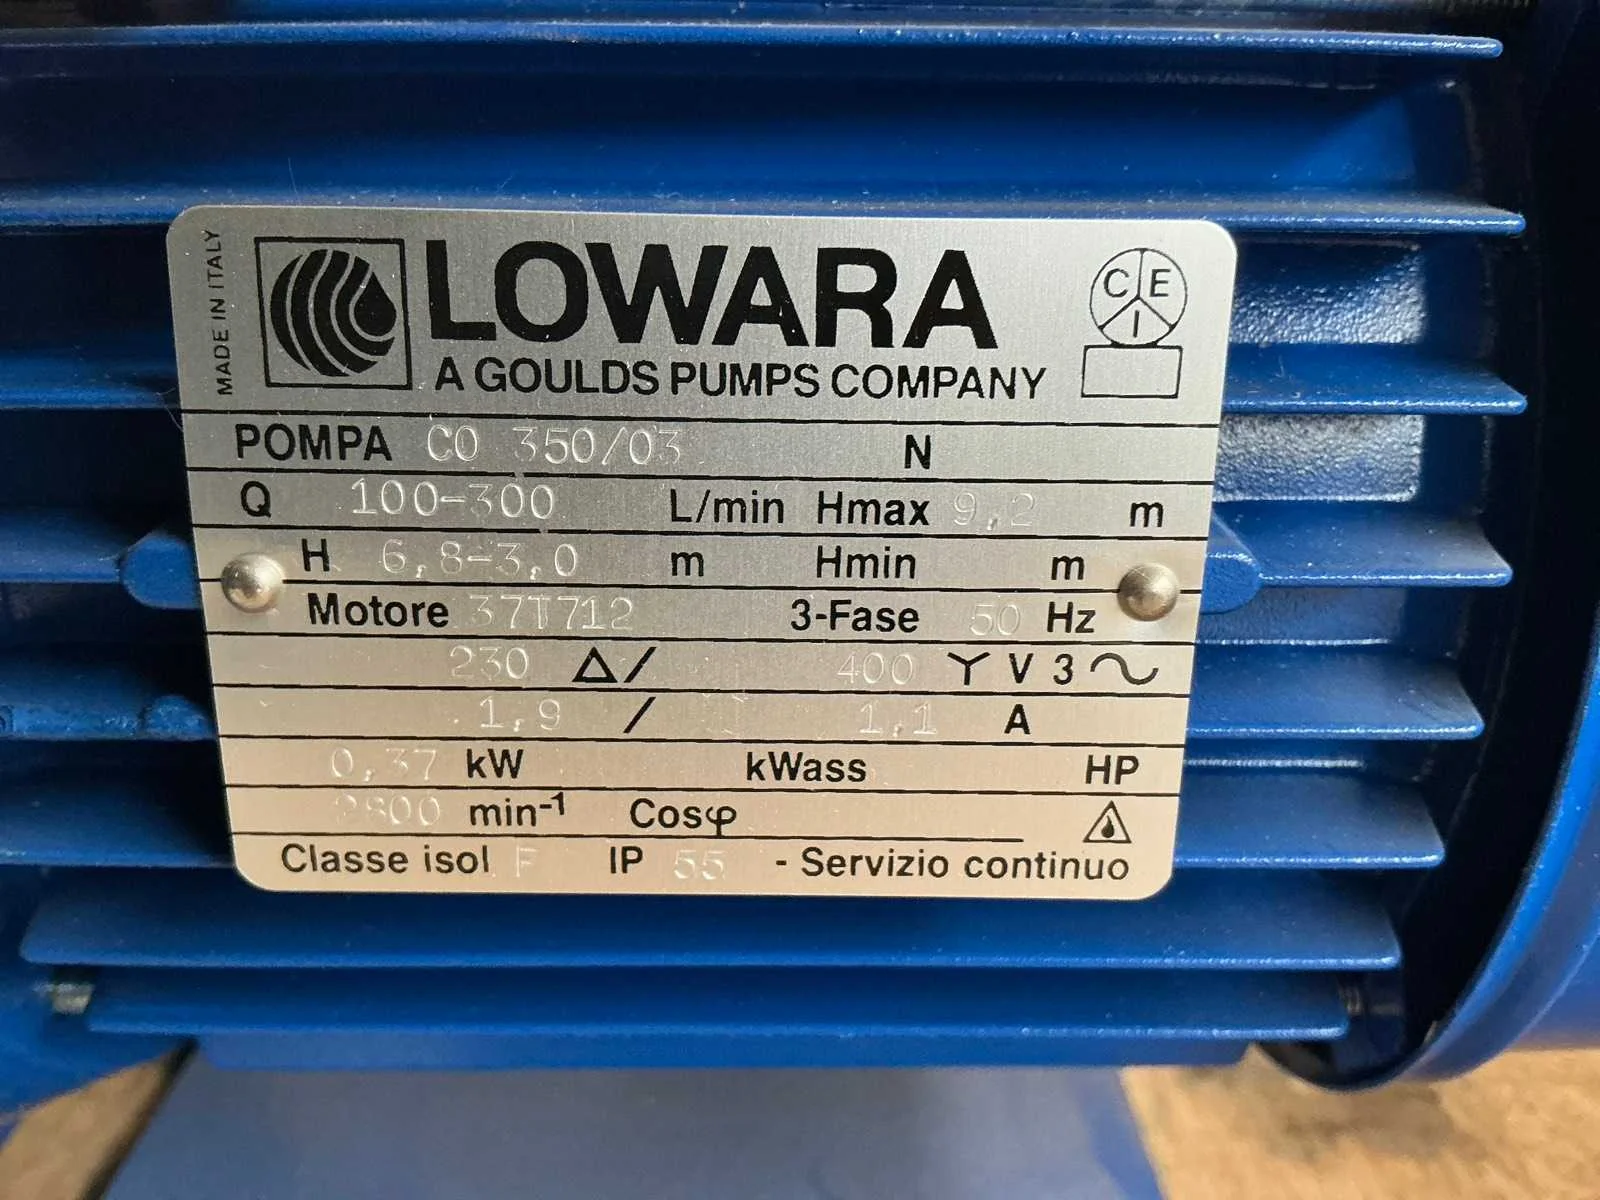 MADE IN ITALY
LOWARA
A GOULDS PUMPS COMPANY
C E I
POMPA CO 350/03 N
Q 100-300 L/min Hmax 9,2 m
H 6,8-3,0 m Hmin m
Motore 37T712 3-Fase 50 Hz
230 Δ/ 400 Y V 3 ~
1,9 / 1,1 A
0,37 kW kWass HP
2800 min-1 Cosφ
Classe isol F IP 55 - Servizio continuo